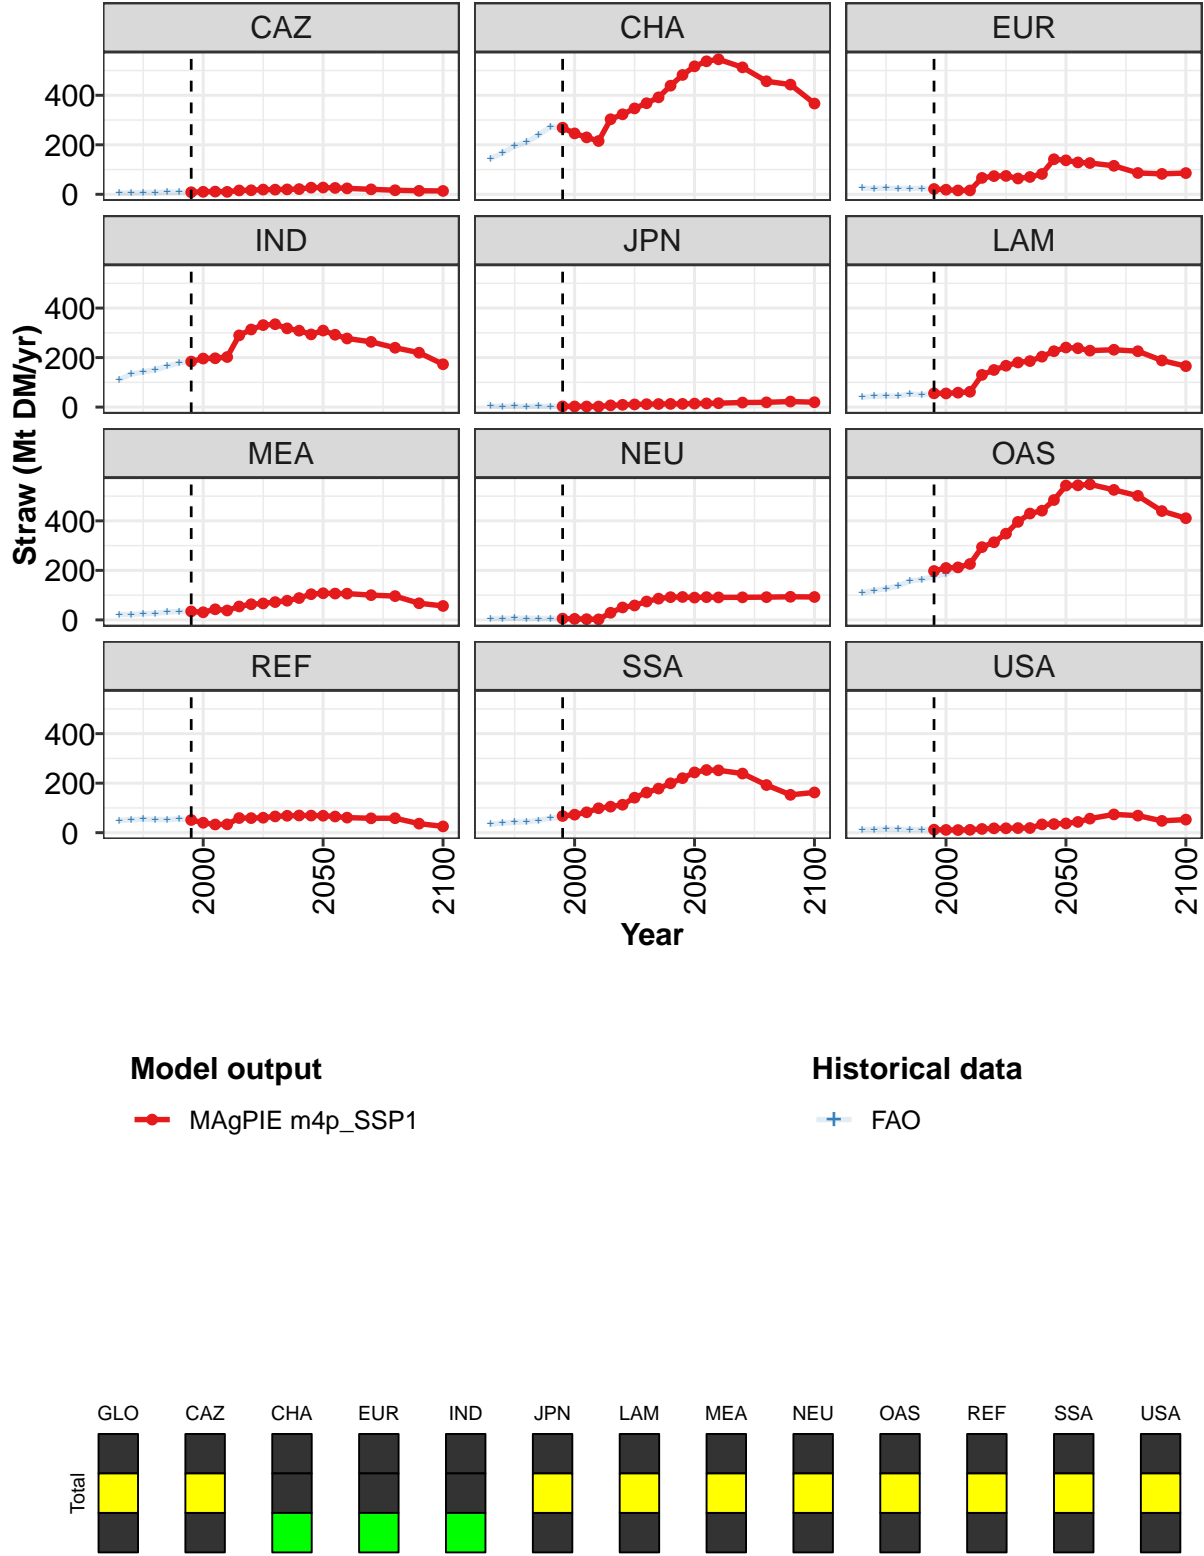 CAZ CHA EUR
400
200
0
IND JPN LAM
400
200
0
MEA NEU OAS
400
200
0
REF SSA USA
400
200
0
Straw (Mt DM/yr)
2000 2050 2100 2000 2050 2100 2000 2050 2100
Year
Model output Historical data
MAgPIE m4p_SSP1 FAO
GLO CAZ CHA EUR IND JPN LAM MEA NEU OAS REF SSA USA
Total